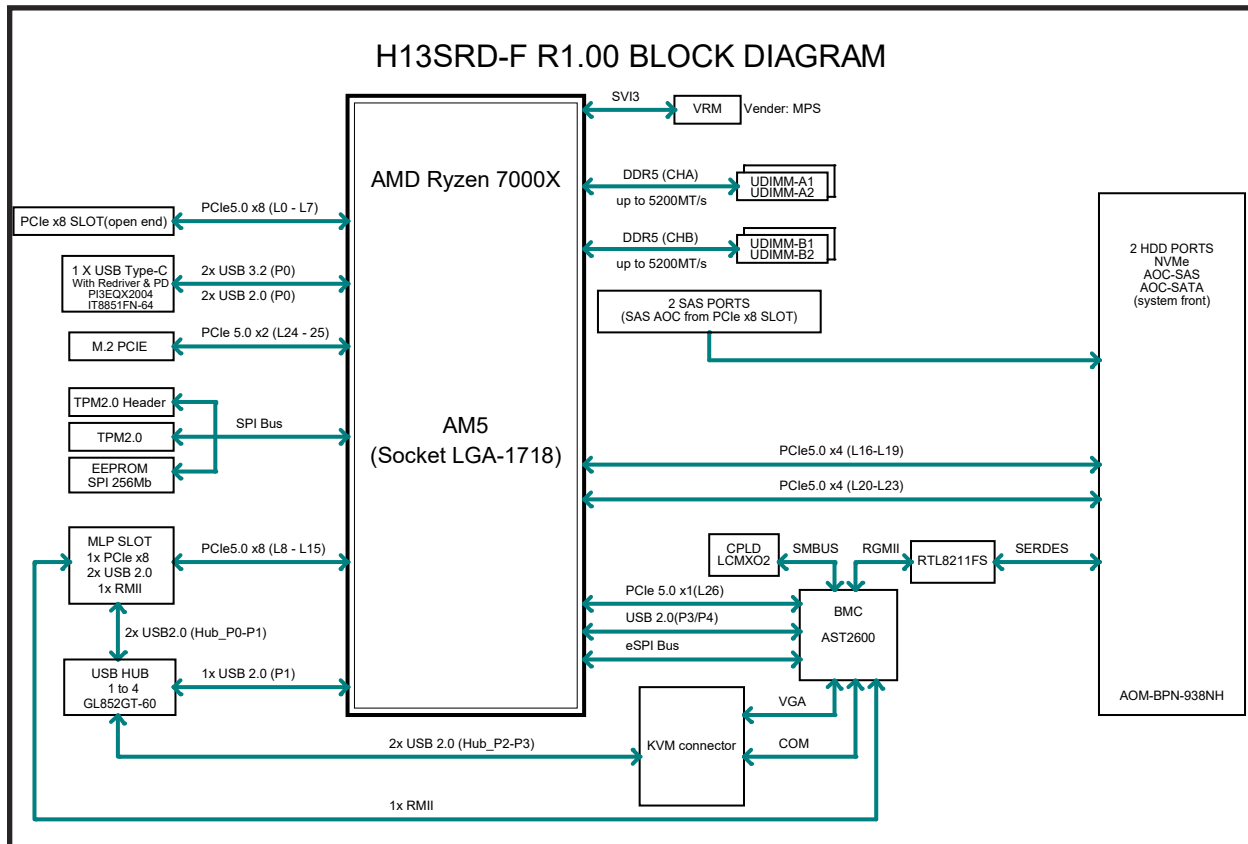 H13SRD-F R1.00 BLOCK DIAGRAM
SVI3
VRM
Vender: MPS
AMD Ryzen 7000X
DDR5 (CHA)
up to 5200MT/s
UDIMM-A1
UDIMM-A2
PCIe x8 SLOT(open end)
PCIe5.0 x8 (L0 - L7)
DDR5 (CHB)
up to 5200MT/s
UDIMM-B1
UDIMM-B2
2 HDD PORTS
NVMe
AOC-SAS
AOC-SATA
(system front)
1 X USB Type-C
With Redriver & PD
PI3EQX2004
IT8851FN-64
2x USB 3.2 (P0)
2x USB 2.0 (P0)
2 SAS PORTS
(SAS AOC from PCIe x8 SLOT)
M.2 PCIE
PCIe 5.0 x2 (L24 - 25)
TPM2.0 Header
TPM2.0
EEPROM
SPI 256Mb
SPI Bus
AM5
(Socket LGA-1718)
PCIe5.0 x4 (L16-L19)
PCIe5.0 x4 (L20-L23)
MLP SLOT
1x PCIe x8
2x USB 2.0
1x RMII
PCIe5.0 x8 (L8 - L15)
CPLD
LCMXO2
SMBUS
RGMII
RTL8211FS
SERDES
PCIe 5.0 x1(L26)
USB 2.0(P3/P4)
eSPI Bus
BMC
AST2600
2x USB2.0 (Hub_P0-P1)
USB HUB
1 to 4
GL852GT-60
1x USB 2.0 (P1)
AOM-BPN-938NH
VGA
COM
KVM connector
2x USB 2.0 (Hub_P2-P3)
1x RMII